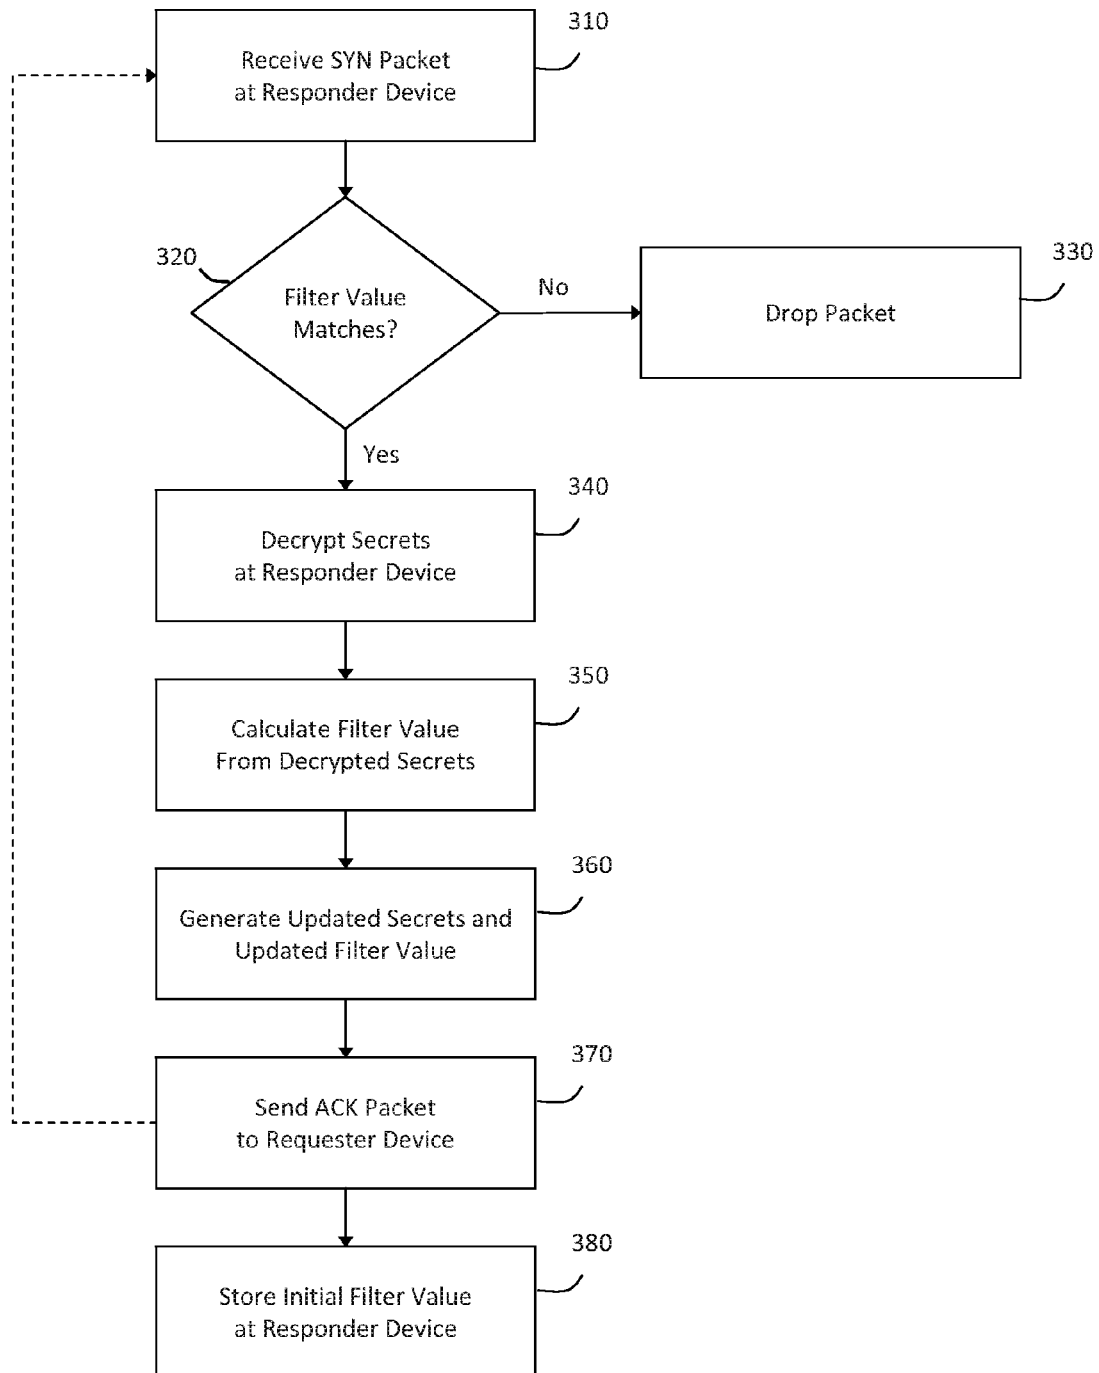 310
Receive SYN Packet
at Responder Device
320
Filter Value
Matches?
No
330
Drop Packet
Yes
340
Decrypt Secrets
at Responder Device
350
Calculate Filter Value
From Decrypted Secrets
360
Generate Updated Secrets and
Updated Filter Value
370
Send ACK Packet
to Requester Device
380
Store Initial Filter Value
at Responder Device